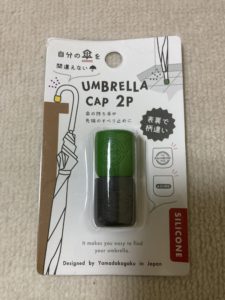 自分の傘を
間違えない
UMBRELLA
CAP 2P
傘の持ち手や
先端のすべり止めに
表裏で
柄違い
SILICONE
It makes you easy to find
your umbrella.
Designed by Yamadakagaku in Japan